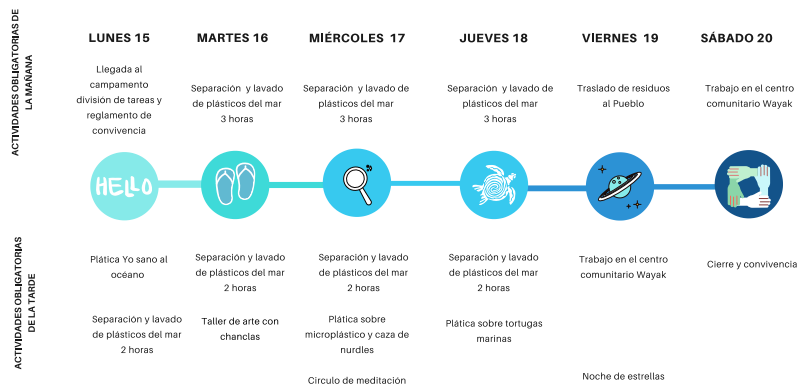 ACTIVIDADES OBLIGATORIAS DE
LA MAÑANA
LUNES 15
MARTES 16
MIÉRCOLES 17
JUEVES 18
VIERNES 19
SÁBADO 20
Llegada al
campamento
división de tareas y
reglamento de
convivencia
Separación y lavado
de plásticos del mar
3 horas
Separación y lavado de
plásticos del mar
3 horas
Separación y lavado de
plásticos del mar
3 horas
Traslado de residuos
al Pueblo
Trabajo en el centro
comunitario Wayak
HELLO
ACTIVIDADES OBLIGATORIAS
DE LA TARDE
Plática Yo sano al
océano
Separación y lavado
de plásticos del mar
2 horas
Separación y lavado
de plásticos del mar
2 horas
Taller de arte con
chanclas
Separación y lavado
de plásticos del mar
2 horas
Plática sobre
microplástico y caza de
nurdles
Circulo de meditación
Separación y lavado
de plásticos del mar
2 horas
Plática sobre tortugas
marinas
Trabajo en el centro
comunitario Wayak
Noche de estrellas
Cierre y convivencia